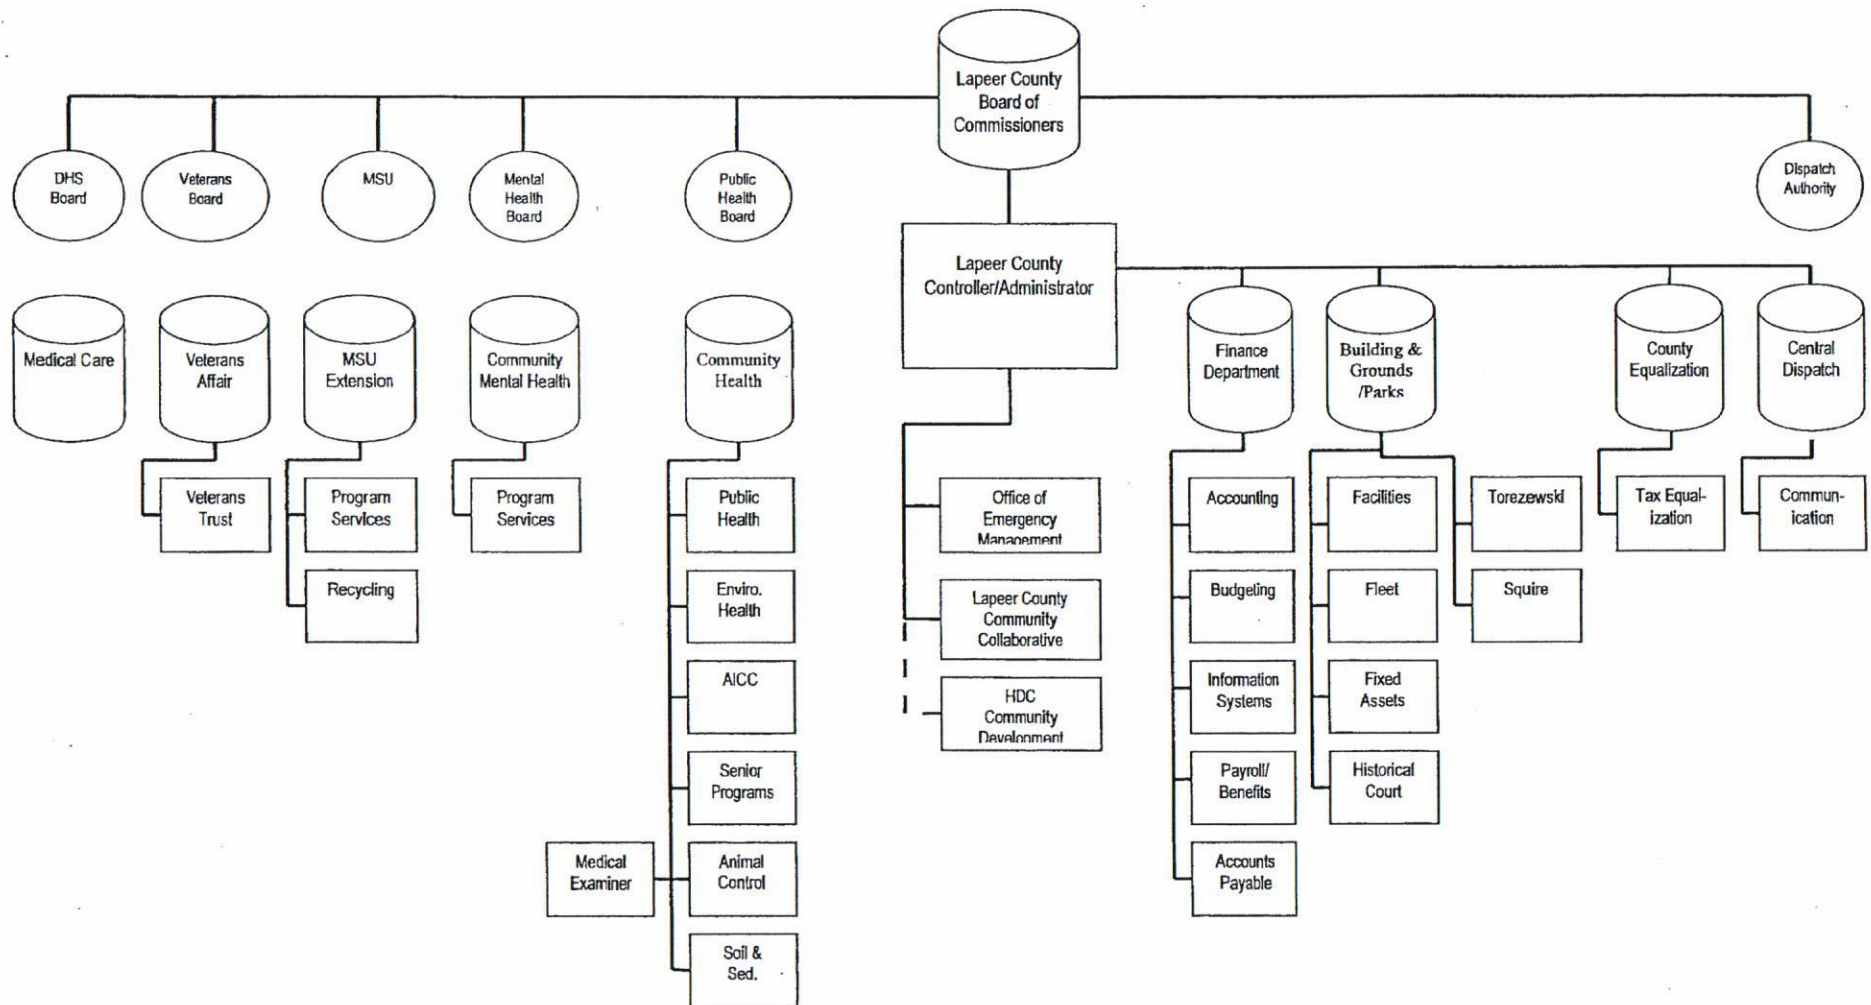 Lapeer County
Board of
Commissioners
DHS
Board
Veterans
Board
MSU
Mental
Health
Board
Public
Health
Board
Dispatch
Authority
Lapeer County
Controller/Administrator
Medical Care
Veterans
Affair
MSU
Extension
Community
Mental Health
Community
Health
Finance
Department
Building &
Grounds
/Parks
County
Equalization
Central
Dispatch
Veterans
Trust
Program
Services
Recycling
Program
Services
Public
Health
Enviro.
Health
AICC
Senior
Programs
Medical
Examiner
Animal
Control
Soil &
Sed.
Office of
Emergency
Management
Lapeer County
Community
Collaborative
HDC
Community
Development
Accounting
Budgeting
Information
Systems
Payroll/
Benefits
Accounts
Payable
Facilities
Fleet
Fixed
Assets
Historical
Court
Torezewski
Squire
Tax Equal-
ization
Commun-
ication